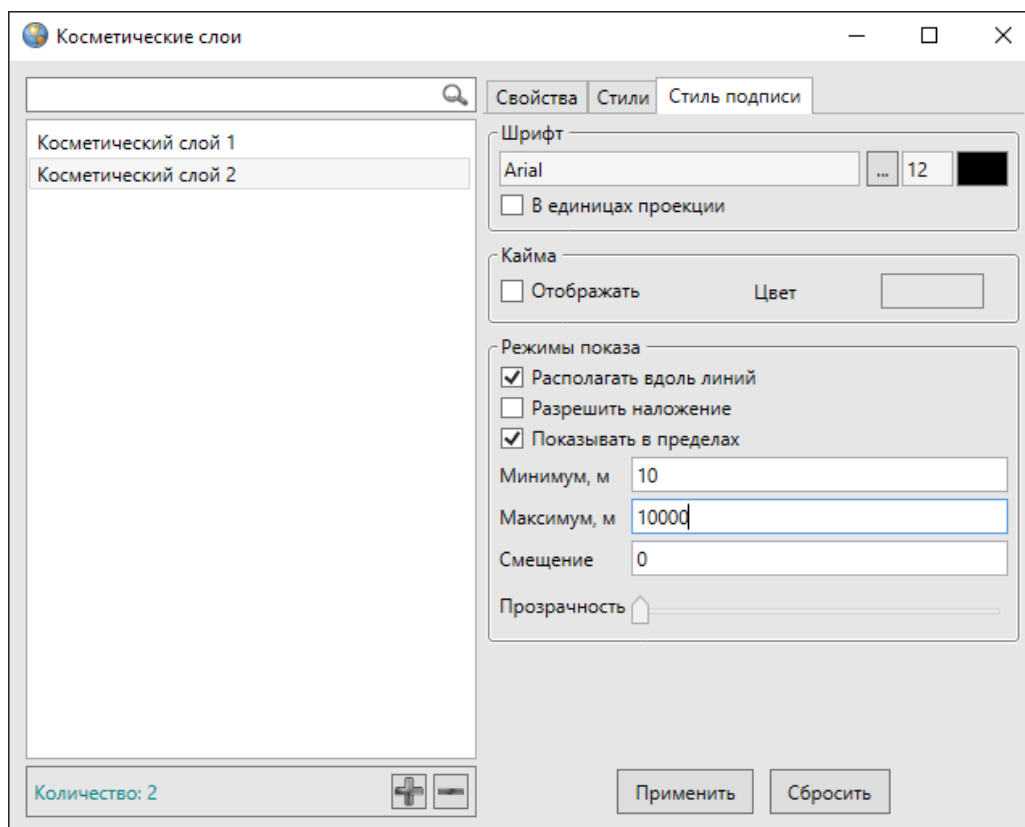 Косметические слои
Косметический слой 1
Косметический слой 2
Количество: 2
Свойства Стили Стиль подписи
Шрифт
Arial ... 12
В единицах проекции
Кайма
Отображать Цвет
Режимы показа
Располагать вдоль линий
Разрешить наложение
Показывать в пределах
Минимум, м 10
Максимум, м 10000
Смещение 0
Прозрачность
Применить Сбросить